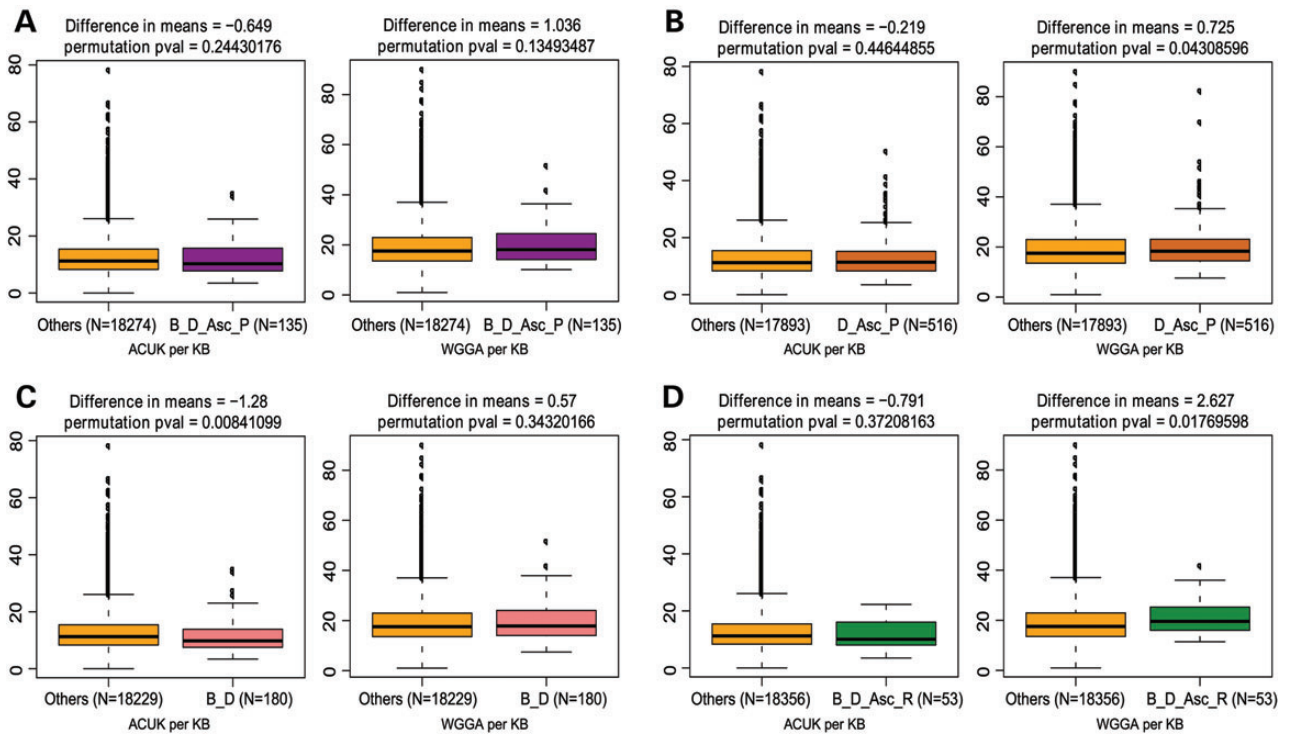 A
Difference in means = −0.649
permutation pval = 0.24430176
80
60
40
20
0
Others (N=18274) B_D_Asc_P (N=135)
ACUK per KB
Difference in means = 1.036
permutation pval = 0.13493487
80
60
40
20
0
Others (N=18274) B_D_Asc_P (N=135)
WGGA per KB
B
Difference in means = −0.219
permutation pval = 0.44644855
80
60
40
20
0
Others (N=17893) D_Asc_P (N=516)
ACUK per KB
Difference in means = 0.725
permutation pval = 0.04308596
80
60
40
20
0
Others (N=17893) D_Asc_P (N=516)
WGGA per KB
C
Difference in means = −1.28
permutation pval = 0.00841099
80
60
40
20
0
Others (N=18229) B_D (N=180)
ACUK per KB
Difference in means = 0.57
permutation pval = 0.34320166
80
60
40
20
0
Others (N=18229) B_D (N=180)
WGGA per KB
D
Difference in means = −0.791
permutation pval = 0.37208163
80
60
40
20
0
Others (N=18356) B_D_Asc_R (N=53)
ACUK per KB
Difference in means = 2.627
permutation pval = 0.01769598
80
60
40
20
0
Others (N=18356) B_D_Asc_R (N=53)
WGGA per KB